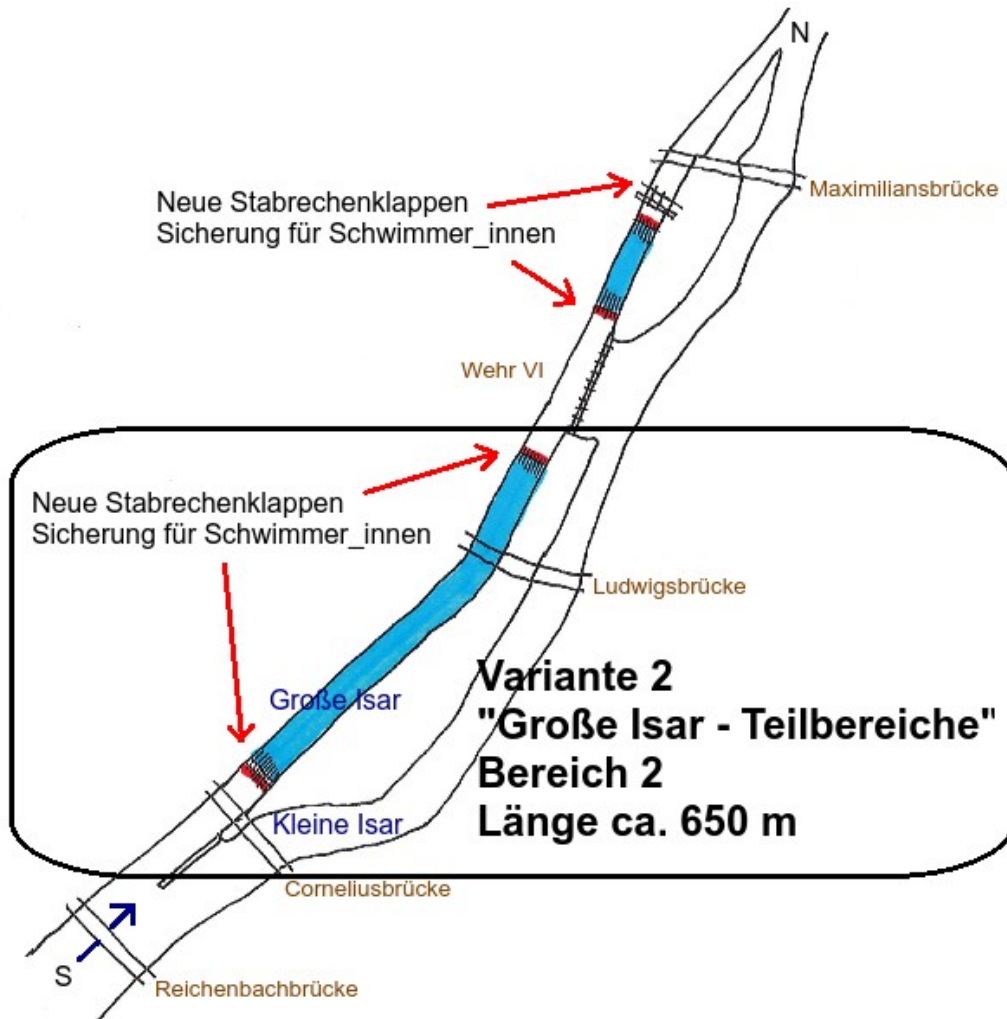 N
Maximiliansbrücke
Neue Stabrechenklappen
Sicherung für Schwimmer_innen
Wehr VI
Neue Stabrechenklappen
Sicherung für Schwimmer_innen
Ludwigsbrücke
Große Isar
Variante 2
"Große Isar - Teilbereiche"
Bereich 2
Länge ca. 650 m
Kleine Isar
Corneliusbrücke
S
Reichenbachbrücke